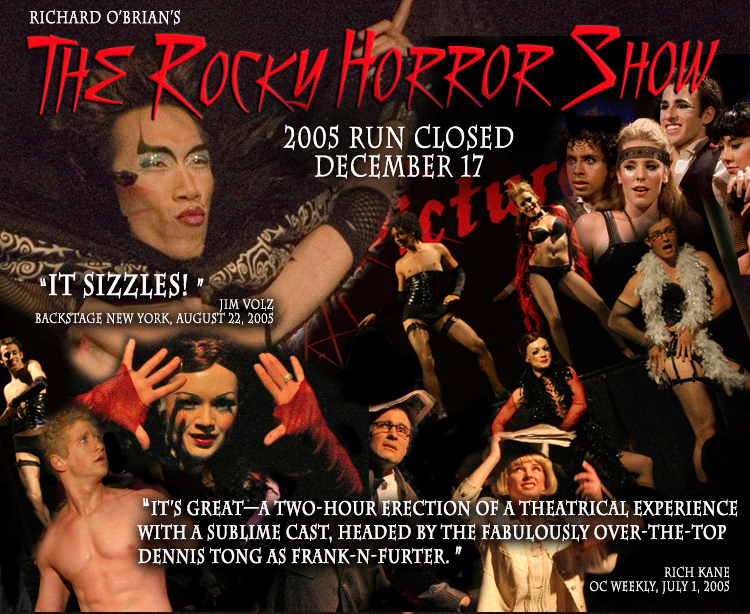 RICHARD O'BRIAN'S
THE ROCKY HORROR SHOW
2005 RUN CLOSED
DECEMBER 17
"IT SIZZLES! "
JIM VOLZ
BACKSTAGE NEW YORK, AUGUST 22, 2005
"IT'S GREAT—A TWO-HOUR ERECTION OF A THEATRICAL EXPERIENCE
WITH A SUBLIME CAST, HEADED BY THE FABULOUSLY OVER-THE-TOP
DENNIS TONG AS FRANK-N-FURTER. "
RICH KANE
OC WEEKLY, JULY 1, 2005